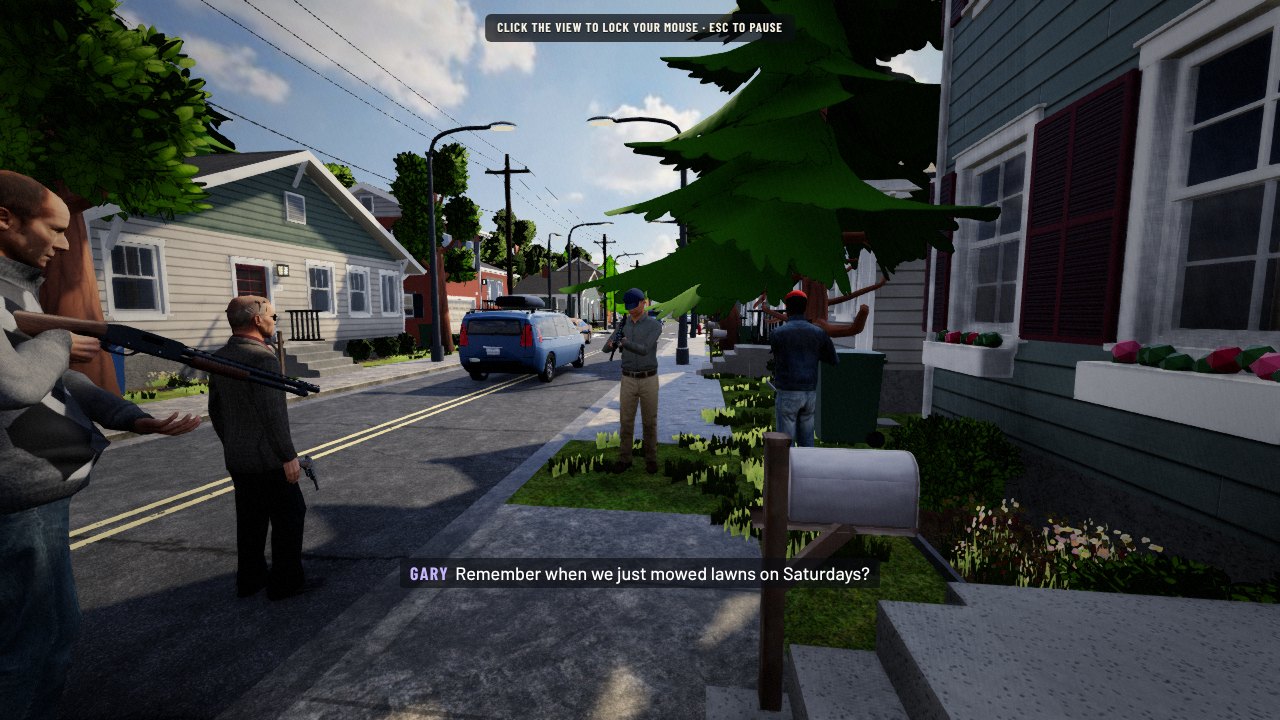 CLICK THE VIEW TO LOCK YOUR MOUSE · ESC TO PAUSE
GARY Remember when we just mowed lawns on Saturdays?